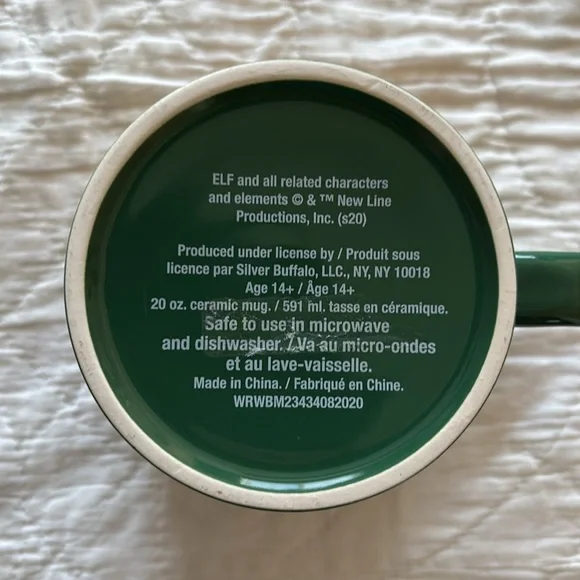 ELF and all related characters
and elements © & ™ New Line
Productions, Inc. (s20)
Produced under license by / Produit sous
licence par Silver Buffalo, LLC., NY, NY 10018
Age 14+ / Âge 14+
20 oz. ceramic mug. / 591 ml. tasse en céramique.
Safe to use in microwave
and dishwasher. / Va au micro-ondes
et au lave-vaisselle.
Made in China. / Fabriqué en Chine.
WRWBM23434082020